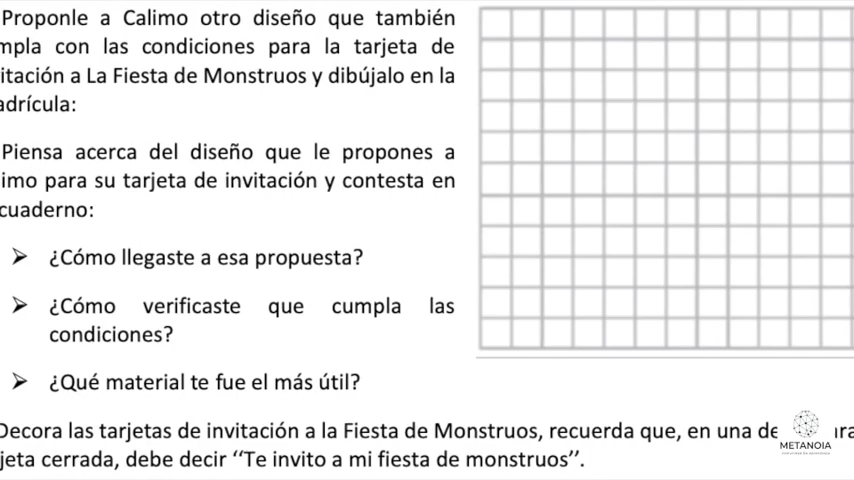 Proponle a Calimo otro diseño que también
mpla con las condiciones para la tarjeta de
itación a La Fiesta de Monstruos y dibújalo en la
adrícula:
Piensa acerca del diseño que le propones a
imo para su tarjeta de invitación y contesta en
cuaderno:
➤ ¿Cómo llegaste a esa propuesta?
➤ ¿Cómo verificaste que cumpla las
condiciones?
➤ ¿Qué material te fue el más útil?
Decora las tarjetas de invitación a la Fiesta de Monstruos, recuerda que, en una de ara
jeta cerrada, debe decir ‘‘Te invito a mi fiesta de monstruos’’.
METANOIA